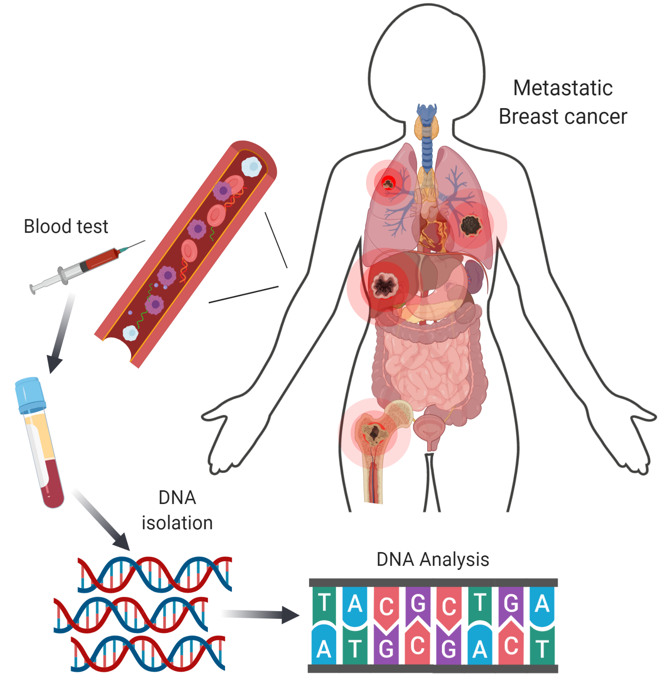 Metastatic
Breast cancer
Blood test
DNA
isolation
DNA Analysis
T A C G C T G A
A T G C G A C T